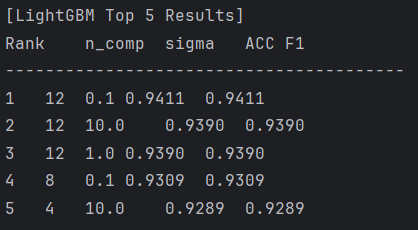 [LightGBM Top 5 Results]
Rank    n_comp  sigma   ACC F1
----------------------------------------
1   12  0.1 0.9411  0.9411
2   12  10.0    0.9390  0.9390
3   12  1.0 0.9390  0.9390
4   8   0.1 0.9309  0.9309
5   4   10.0    0.9289  0.9289